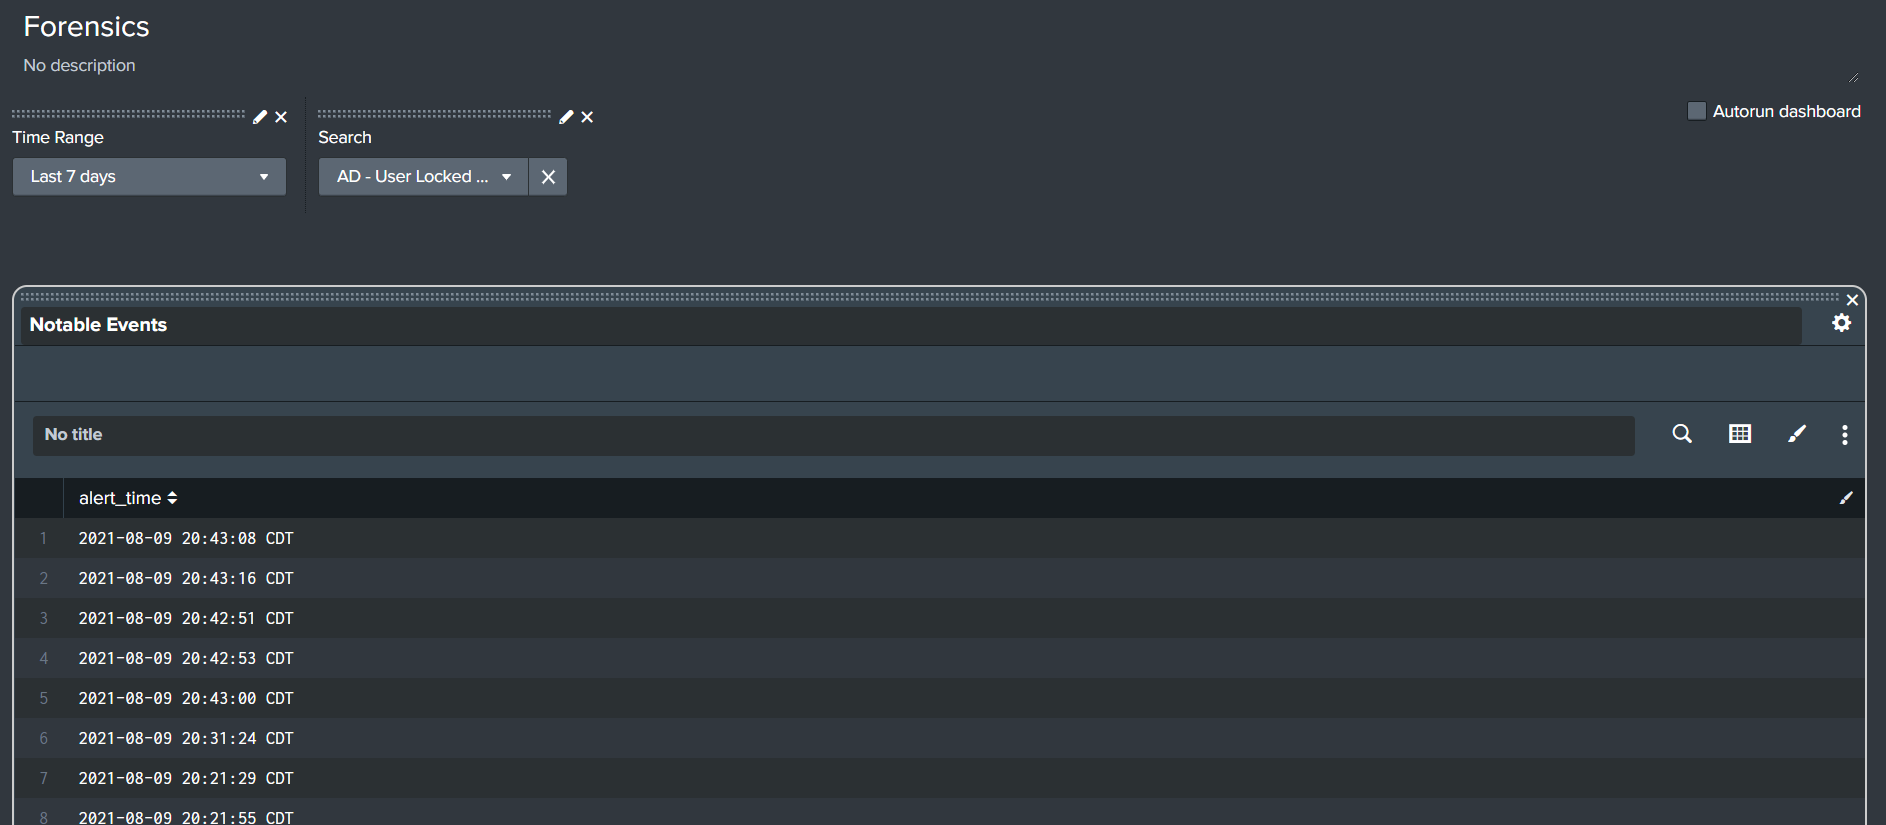 Forensics
No description
Time Range
Search
Autorun dashboard
Last 7 days
AD - User Locked ...
Notable Events
No title
alert_time
1 2021-08-09 20:43:08 CDT
2 2021-08-09 20:43:16 CDT
3 2021-08-09 20:42:51 CDT
4 2021-08-09 20:42:53 CDT
5 2021-08-09 20:43:00 CDT
6 2021-08-09 20:31:24 CDT
7 2021-08-09 20:21:29 CDT
8 2021-08-09 20:21:55 CDT